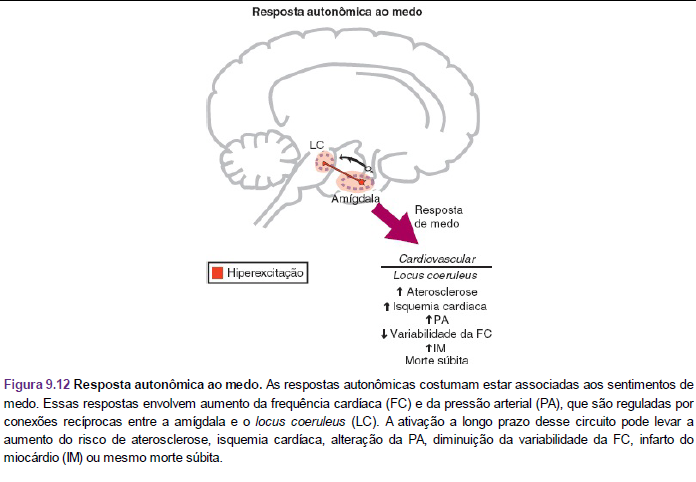 Resposta autonômica ao medo
LC
Amígdala
Resposta
de medo
Hiperexcitação
Cardiovascular
Locus coeruleus
↑ Aterosclerose
↑ Isquemia cardíaca
↑PA
↓ Variabilidade da FC
↑IM
Morte súbita
Figura 9.12 Resposta autonômica ao medo. As respostas autonômicas costumam estar associadas aos sentimentos de
medo. Essas respostas envolvem aumento da frequência cardíaca (FC) e da pressão arterial (PA), que são reguladas por
conexões recíprocas entre a amígdala e o locus coeruleus (LC). A ativação a longo prazo desse circuito pode levar a
aumento do risco de aterosclerose, isquemia cardíaca, alteração da PA, diminuição da variabilidade da FC, infarto do
miocárdio (IM) ou mesmo morte súbita.